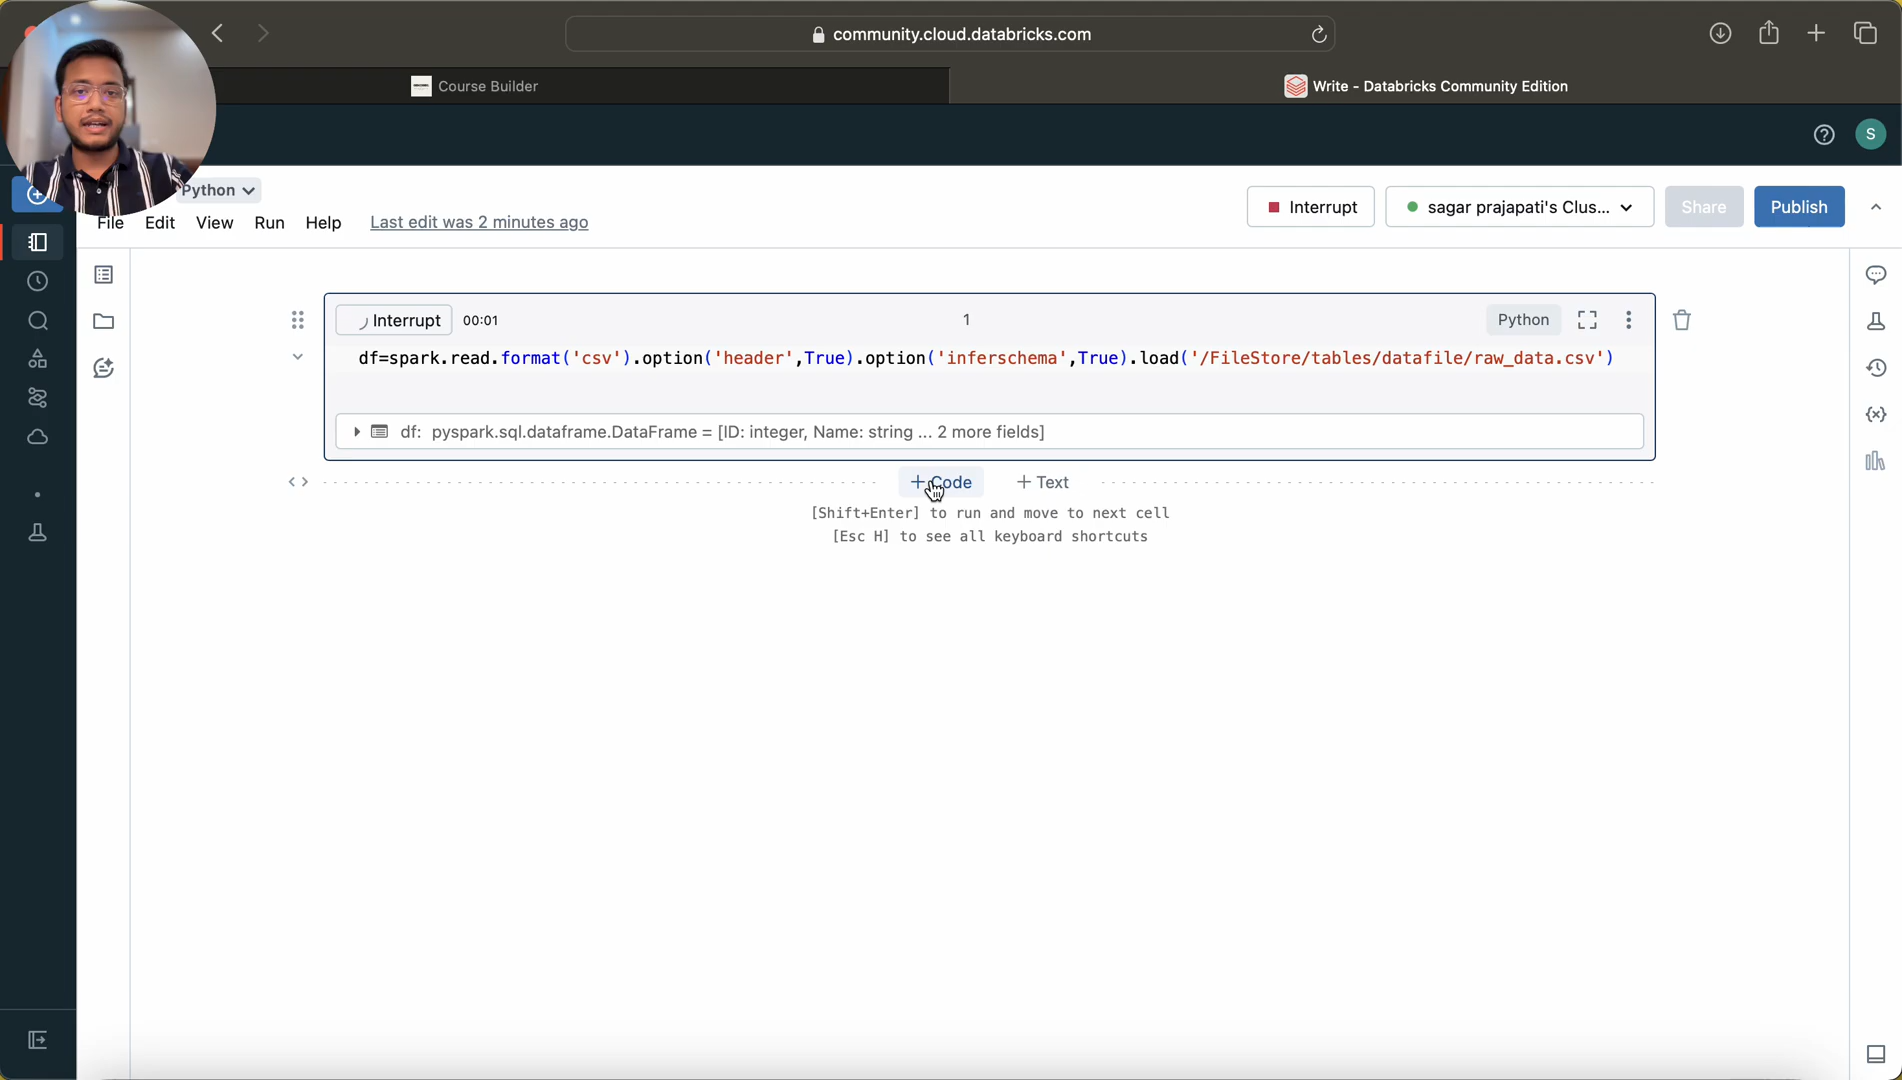 community.cloud.databricks.com
Course Builder
Write - Databricks Community Edition
S
Python
File Edit View Run Help Last edit was 2 minutes ago
Interrupt
sagar prajapati's Clus...
Share
Publish
Interrupt 00:01
1
Python
df=spark.read.format('csv').option('header',True).option('inferschema',True).load('/FileStore/tables/datafile/raw_data.csv')
df: pyspark.sql.dataframe.DataFrame = [ID: integer, Name: string ... 2 more fields]
+ Code + Text
[Shift+Enter] to run and move to next cell
[Esc H] to see all keyboard shortcuts